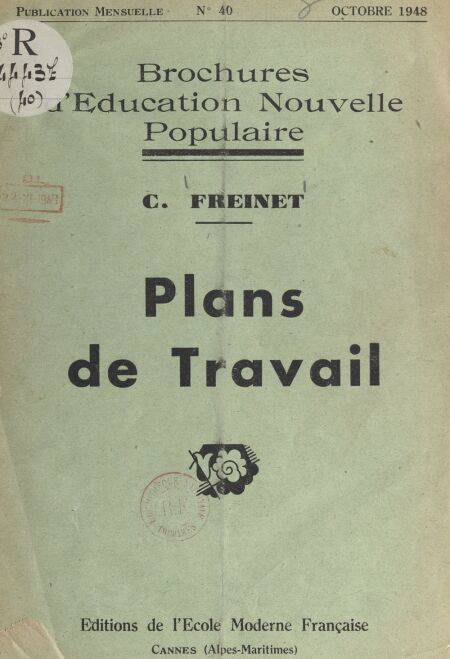 PUBLICATION MENSUELLE N° 40 OCTOBRE 1948
R
(40)
Brochures
d'Education Nouvelle
Populaire
C. FREINET
Plans
de Travail
Editions de l'Ecole Moderne Française
CANNES (Alpes-Maritimes)